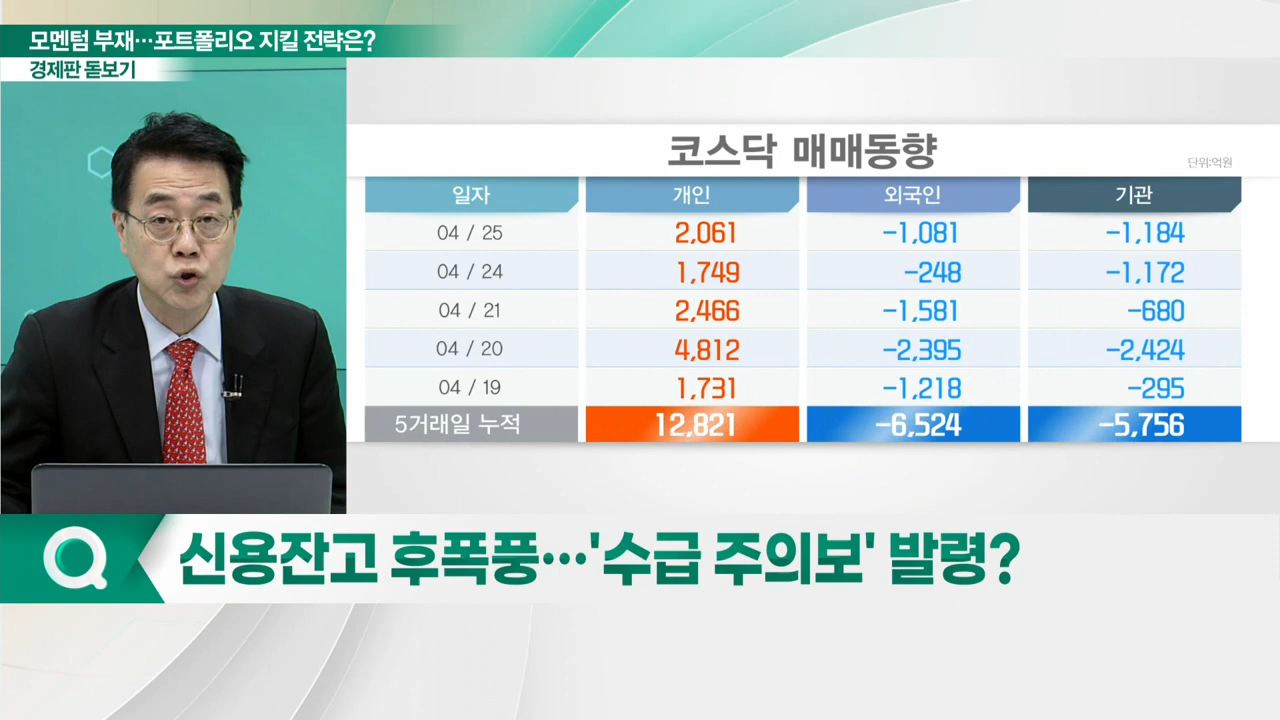 모멘텀 부재…포트폴리오 지킬 전략은?
경제판 돋보기
코스닥 매매동향
단위:억원
일자 개인 외국인 기관
04 / 25 2,061 -1,081 -1,184
04 / 24 1,749 -248 -1,172
04 / 21 2,466 -1,581 -680
04 / 20 4,812 -2,395 -2,424
04 / 19 1,731 -1,218 -295
5거래일 누적 12,821 -6,524 -5,756
신용잔고 후폭풍…'수급 주의보' 발령?